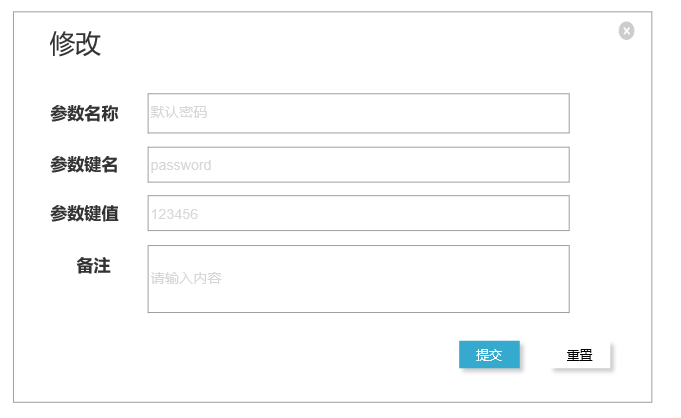 修改
参数名称 默认密码
参数键名 password
参数键值 123456
备注 请输入内容
提交 重置